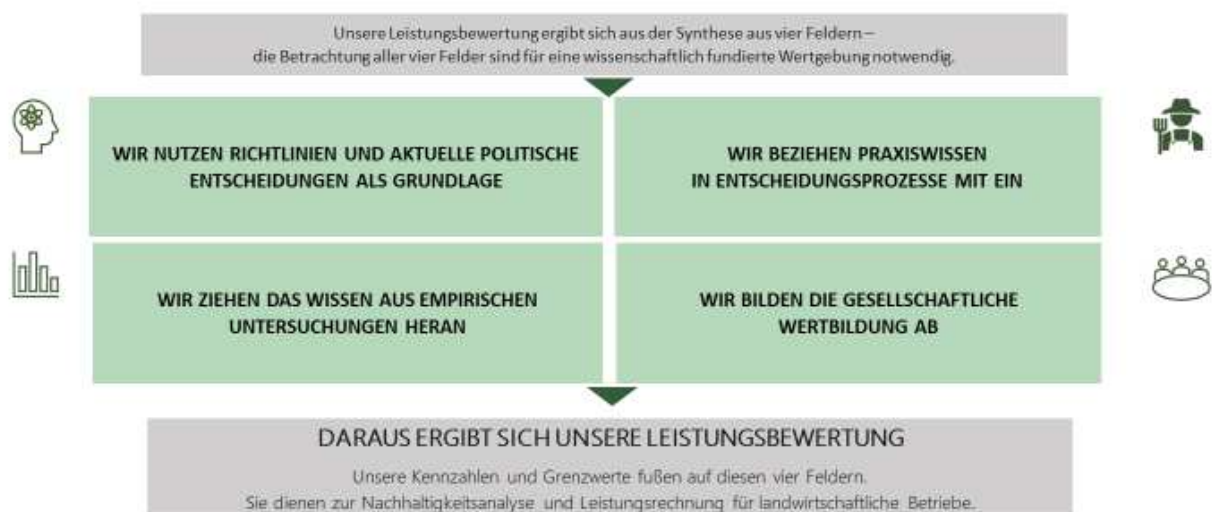 Unsere Leistungsbewertung ergibt sich aus der Synthese aus vier Feldern –
die Betrachtung aller vier Felder sind für eine wissenschaftlich fundierte Wertgebung notwendig.
WIR NUTZEN RICHTLINIEN UND AKTUELLE POLITISCHE
ENTSCHEIDUNGEN ALS GRUNDLAGE
WIR BEZIEHEN PRAXISWISSEN
IN ENTSCHEIDUNGSPROZESSE MIT EIN
WIR ZIEHEN DAS WISSEN AUS EMPIRISCHEN
UNTERSUCHUNGEN HERAN
WIR BILDEN DIE GESELLSCHAFTLICHE
WERTBILDUNG AB
DARAUS ERGIBT SICH UNSERE LEISTUNGSBEWERTUNG
Unsere Kennzahlen und Grenzwerte fußen auf diesen vier Feldern.
Sie dienen zur Nachhaltigkeitsanalyse und Leistungsrechnung für landwirtschaftliche Betriebe.